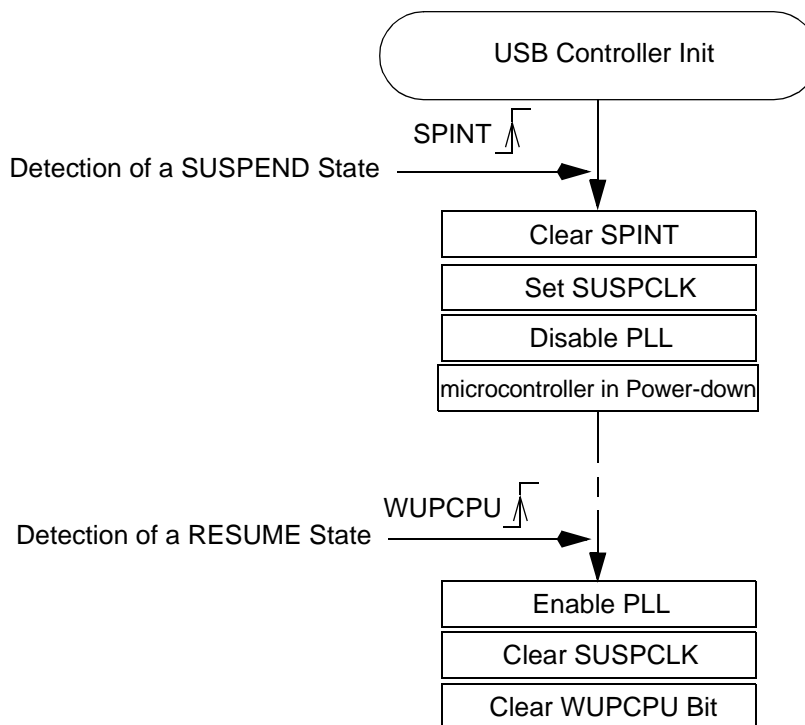 USB Controller Init
SPINT
Detection of a SUSPEND State
Clear SPINT
Set SUSPCLK
Disable PLL
microcontroller in Power-down
WUPCPU
Detection of a RESUME State
Enable PLL
Clear SUSPCLK
Clear WUPCPU Bit